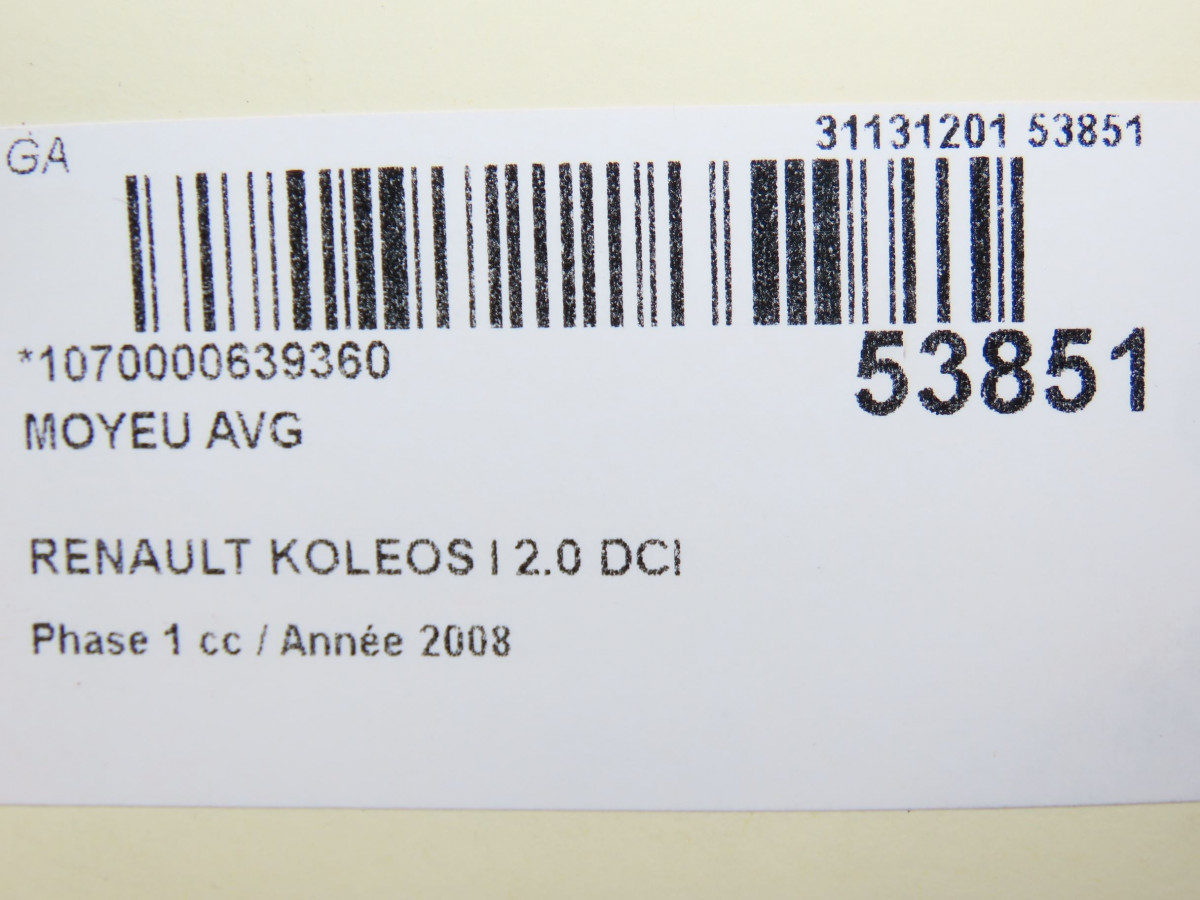 GA
31131201 53851
*1070000639360
53851
MOYEU AVG
RENAULT KOLEOS I 2.0 DCI
Phase 1 cc / Année 2008